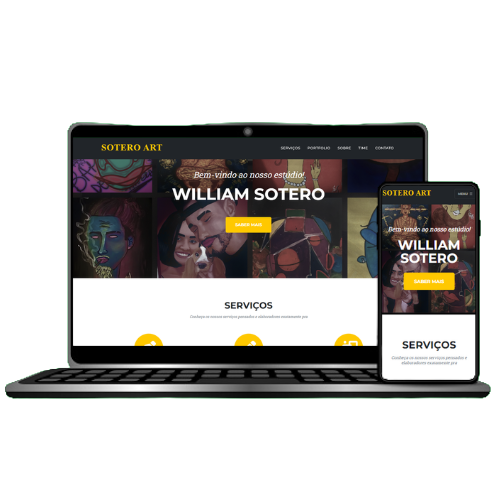 SOTERO ART
SERVIÇOS PORTFOLIO SOBRE TIME CONTATO
Bem-vindo ao nosso estúdio!
WILLIAM SOTERO
SABER MAIS
SERVIÇOS
Conheça os nossos serviços pensados e elaborados exatamente pra
SOTERO ART
MENU
Bem-vindo ao nosso estúdio!
WILLIAM
SOTERO
SABER MAIS
SERVIÇOS
Conheça os nossos serviços pensados e
elaborados exatamente pra